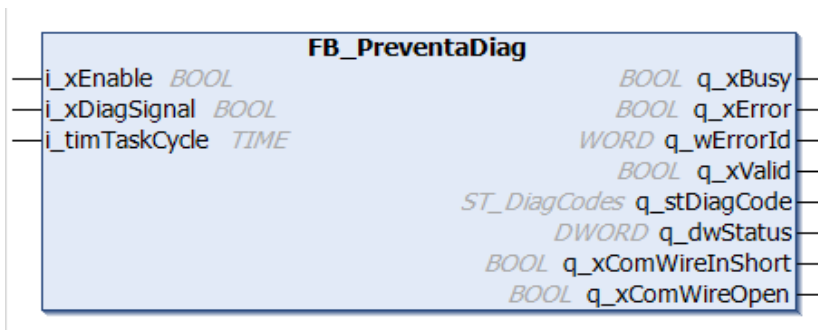 FB_PreventaDiag
i_xEnable BOOL BOOL q_xBusy
i_xDiagSignal BOOL BOOL q_xError
i_timTaskCycle TIME WORD q_wErrorId
BOOL q_xValid
ST_DiagCodes q_stDiagCode
DWORD q_dwStatus
BOOL q_xComWireInShort
BOOL q_xComWireOpen